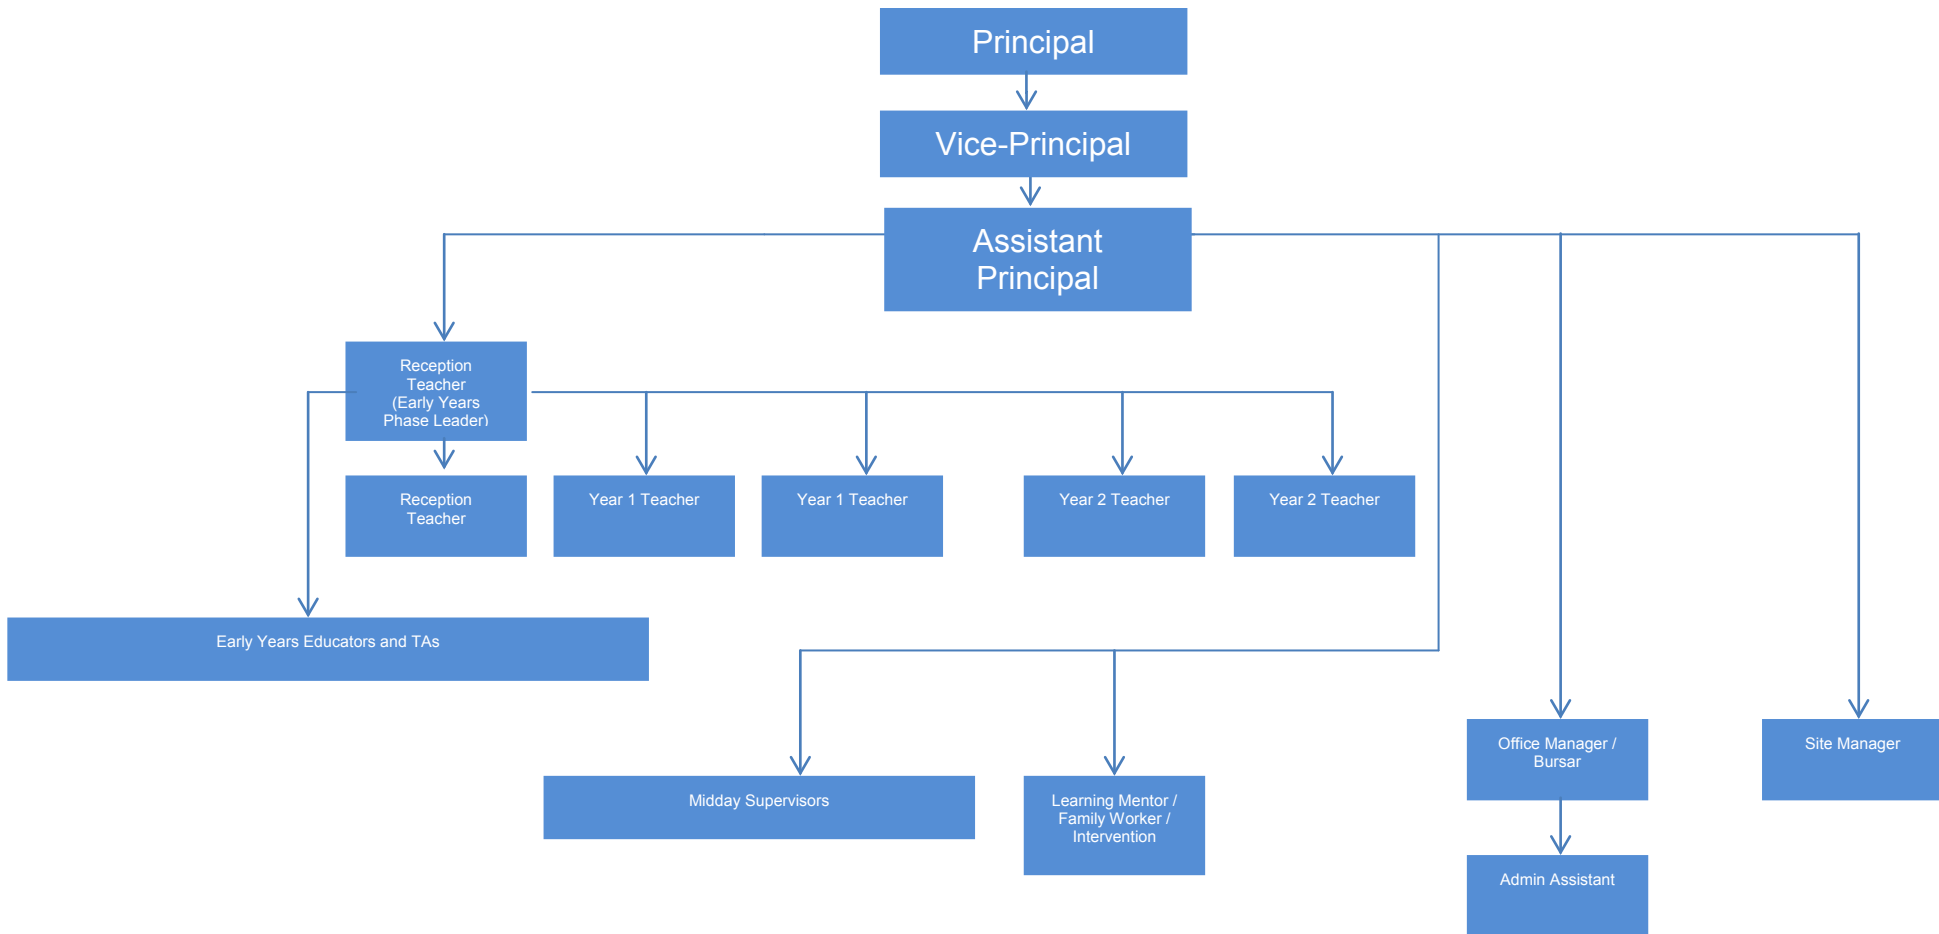 Principal
Vice-Principal
Assistant
Principal
Reception
Teacher
(Early Years
Phase Leader)
Reception
Teacher
Year 1 Teacher
Year 1 Teacher
Year 2 Teacher
Year 2 Teacher
Early Years Educators and TAs
Midday Supervisors
Learning Mentor /
Family Worker /
Intervention
Office Manager /
Bursar
Site Manager
Admin Assistant